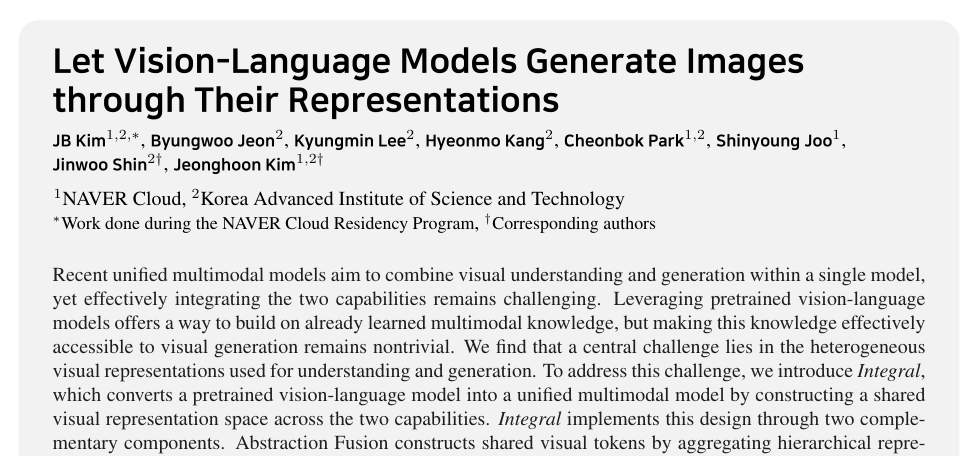 Let Vision-Language Models Generate Images
through Their Representations
JB Kim1,2,*, Byungwoo Jeon2, Kyungmin Lee2, Hyeonmo Kang2, Cheonbok Park1,2, Shinyoung Joo1,
Jinwoo Shin2†, Jeonghoon Kim1,2†
1NAVER Cloud, 2Korea Advanced Institute of Science and Technology
*Work done during the NAVER Cloud Residency Program, †Corresponding authors
Recent unified multimodal models aim to combine visual understanding and generation within a single model,
yet effectively integrating the two capabilities remains challenging. Leveraging pretrained vision-language
models offers a way to build on already learned multimodal knowledge, but making this knowledge effectively
accessible to visual generation remains nontrivial. We find that a central challenge lies in the heterogeneous
visual representations used for understanding and generation. To address this challenge, we introduce Integral,
which converts a pretrained vision-language model into a unified multimodal model by constructing a shared
visual representation space across the two capabilities. Integral implements this design through two comple-
mentary components. Abstraction Fusion constructs shared visual tokens by aggregating hierarchical repre-